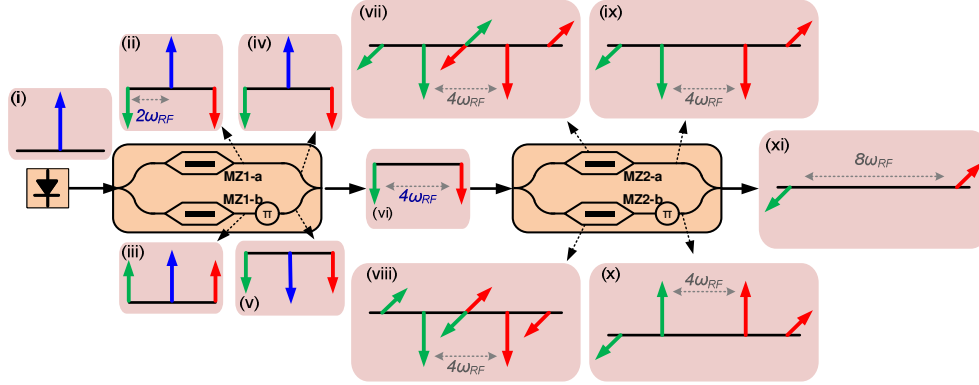 (i)
(ii)
2ωRF
(iv)
(vii)
4ωRF
(ix)
4ωRF
(xi)
8ωRF
MZ1-a
MZ1-b
π
4ωRF
(vi)
MZ2-a
MZ2-b
π
(iii)
(v)
(viii)
4ωRF
(x)
4ωRF